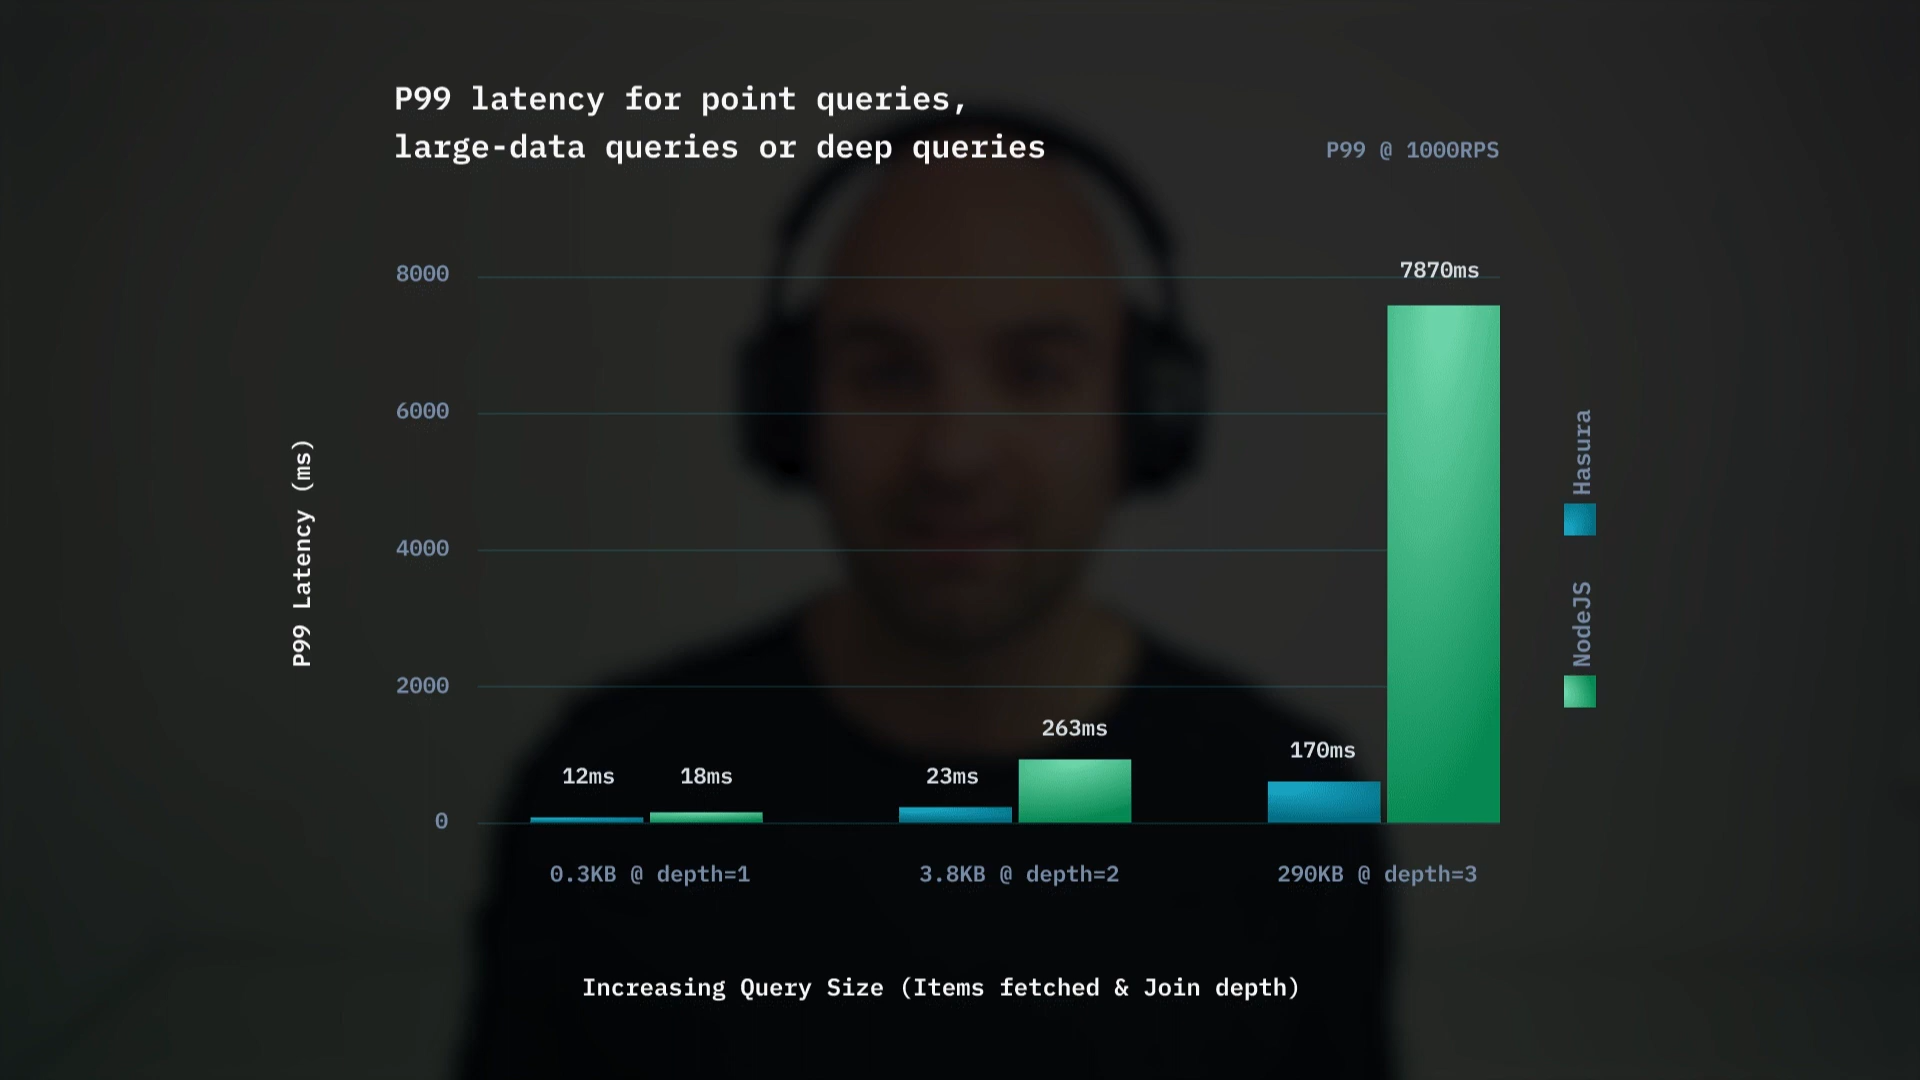 P99 latency for point queries,
large-data queries or deep queries
P99 @ 1000RPS
P99 Latency (ms)
8000
6000
4000
2000
0
12ms
18ms
23ms
263ms
170ms
7870ms
0.3KB @ depth=1
3.8KB @ depth=2
290KB @ depth=3
Increasing Query Size (Items fetched & Join depth)
Hasura
NodeJS